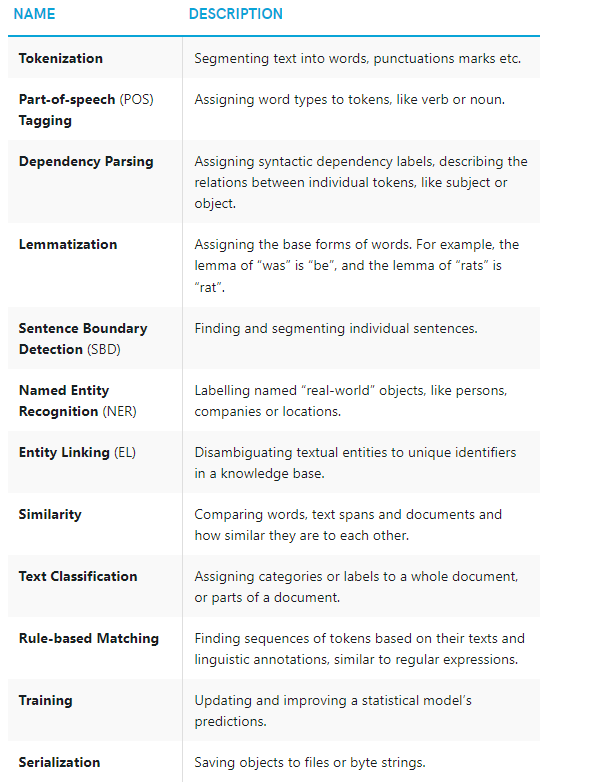 NAME DESCRIPTION
Tokenization Segmenting text into words, punctuations marks etc.
Part-of-speech (POS) Assigning word types to tokens, like verb or noun.
Tagging
Dependency Parsing Assigning syntactic dependency labels, describing the
relations between individual tokens, like subject or
object.
Lemmatization Assigning the base forms of words. For example, the
lemma of “was” is “be”, and the lemma of “rats” is
“rat”.
Sentence Boundary Finding and segmenting individual sentences.
Detection (SBD)
Named Entity Labelling named “real-world” objects, like persons,
Recognition (NER) companies or locations.
Entity Linking (EL) Disambiguating textual entities to unique identifiers
in a knowledge base.
Similarity Comparing words, text spans and documents and
how similar they are to each other.
Text Classification Assigning categories or labels to a whole document,
or parts of a document.
Rule-based Matching Finding sequences of tokens based on their texts and
linguistic annotations, similar to regular expressions.
Training Updating and improving a statistical model’s
predictions.
Serialization Saving objects to files or byte strings.